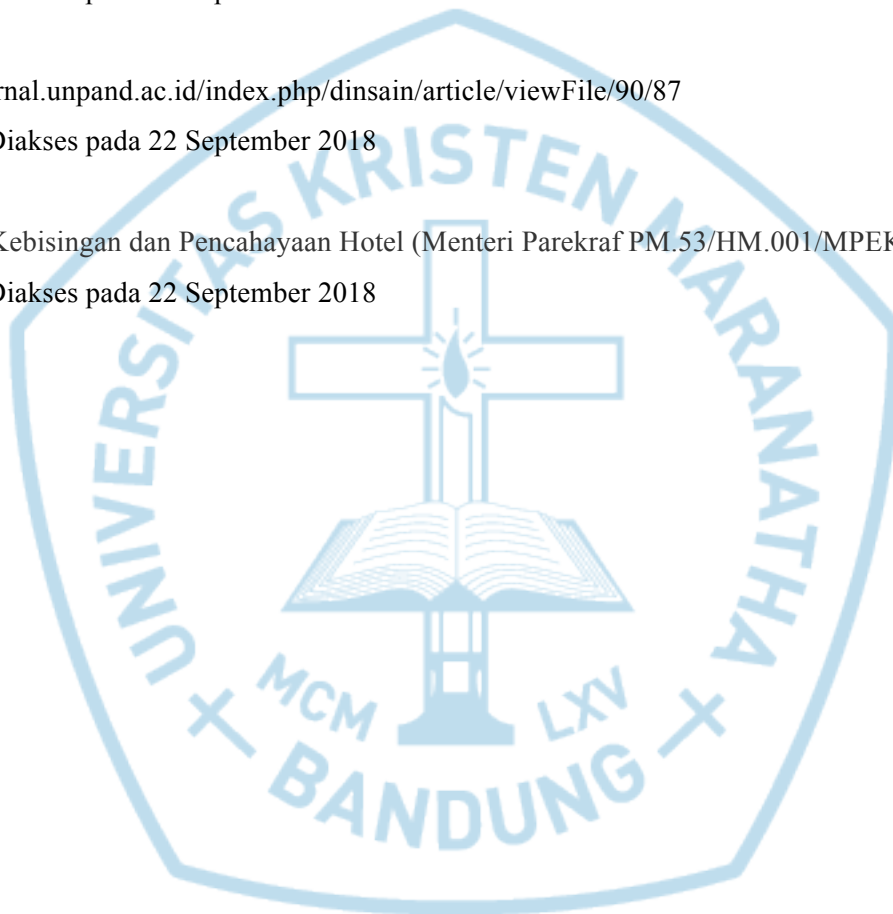 rnal.unpand.ac.id/index.php/dinsain/article/viewFile/90/87
Diakses pada 22 September 2018
Kebisingan dan Pencahayaan Hotel (Menteri Parekraf PM.53/HM.001/MPEK
Diakses pada 22 September 2018
UNIVERSITAS KRISTEN MARANATHA
MCM LXV
BANDUNG